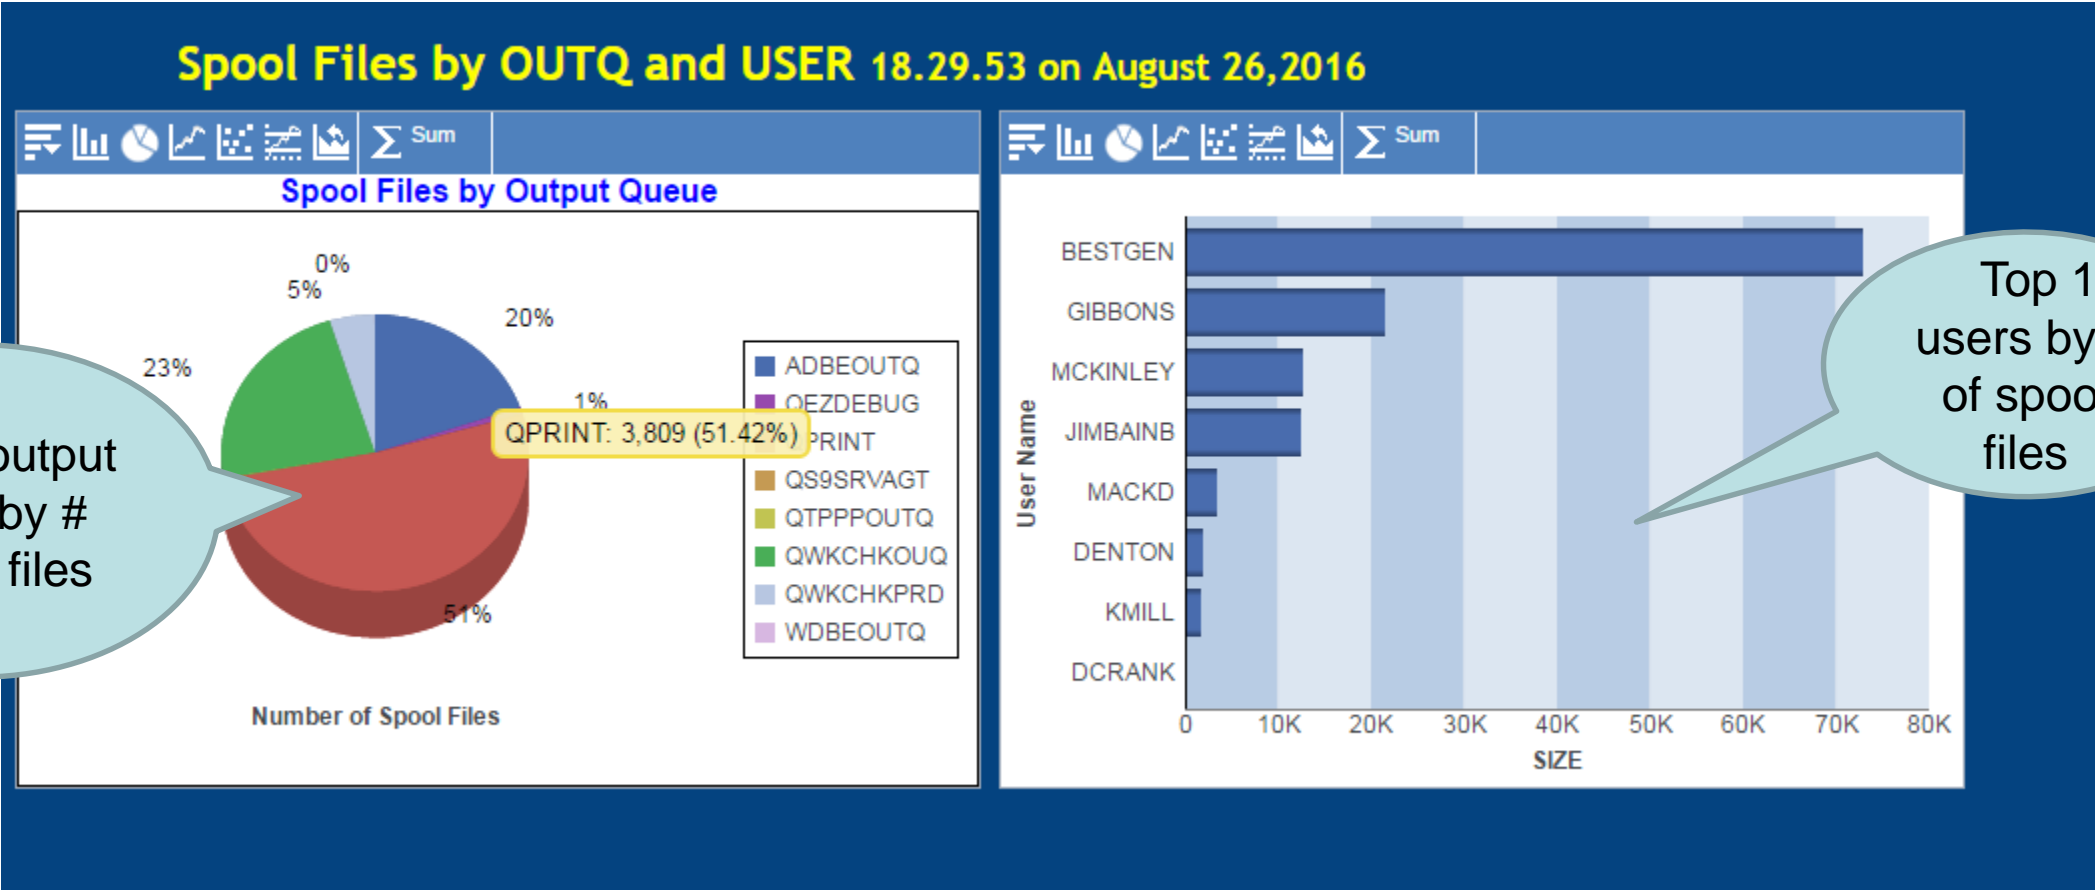 Spool Files by OUTQ and USER 18.29.53 on August 26,2016
Sum
Spool Files by Output Queue
0%
5%
20%
23%
1%
51%
QPRINT: 3,809 (51.42%)
ADBEOUTQ
QEZDEBUG
PRINT
QS9SRVAGT
QTPPPOUTQ
QWKCHKOUQ
QWKCHKPRD
WDBEOUTQ
Number of Spool Files
output
by #
files
Sum
User Name
BESTGEN
GIBBONS
MCKINLEY
JIMBAINB
MACKD
DENTON
KMILL
DCRANK
0 10K 20K 30K 40K 50K 60K 70K 80K
SIZE
Top 1
users by
of spoo
files